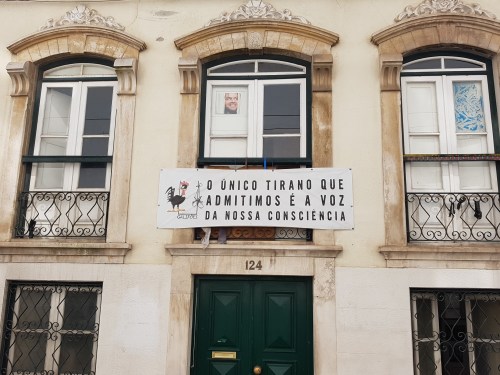 O ÚNICO TIRANO QUE
ADMITIMOS É A VOZ
DA NOSSA CONSCIÊNCIA
124